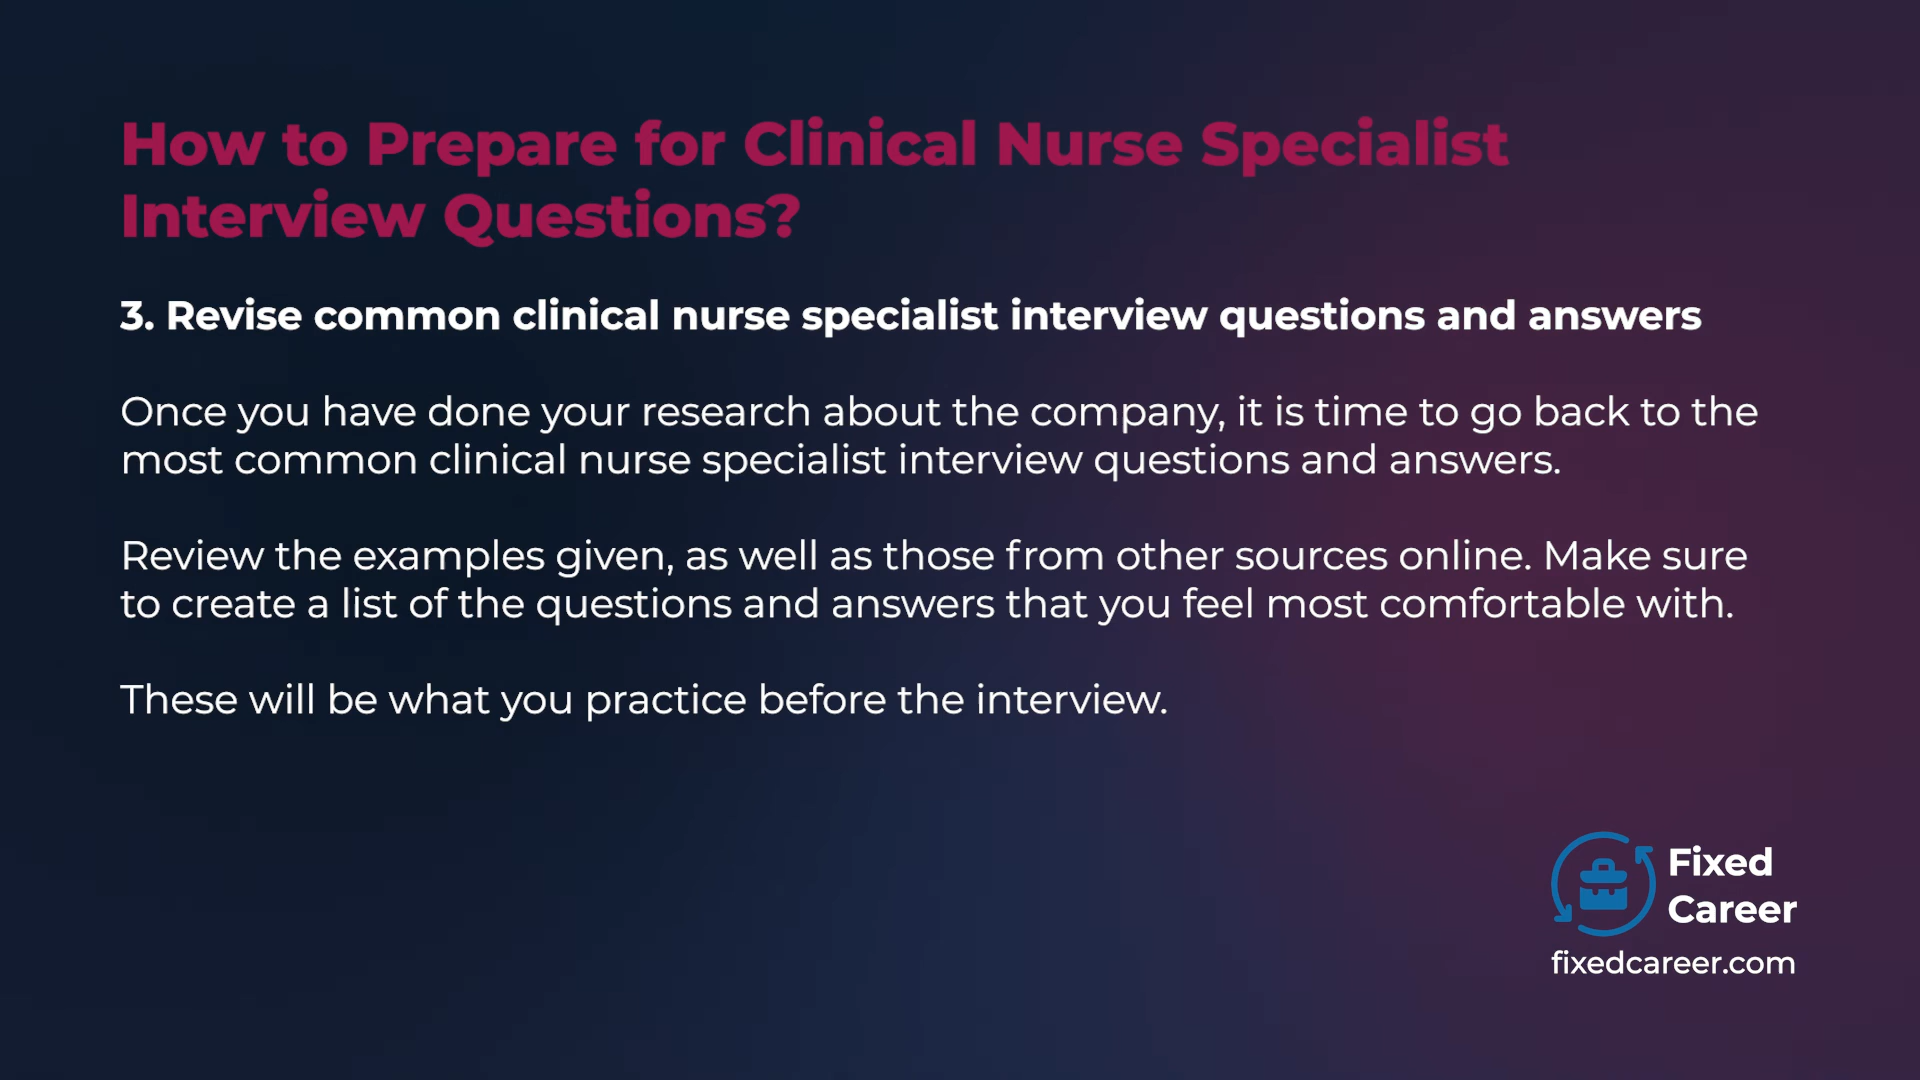 How to Prepare for Clinical Nurse Specialist
Interview Questions?
3. Revise common clinical nurse specialist interview questions and answers
Once you have done your research about the company, it is time to go back to the
most common clinical nurse specialist interview questions and answers.
Review the examples given, as well as those from other sources online. Make sure
to create a list of the questions and answers that you feel most comfortable with.
These will be what you practice before the interview.
Fixed
Career
fixedcareer.com